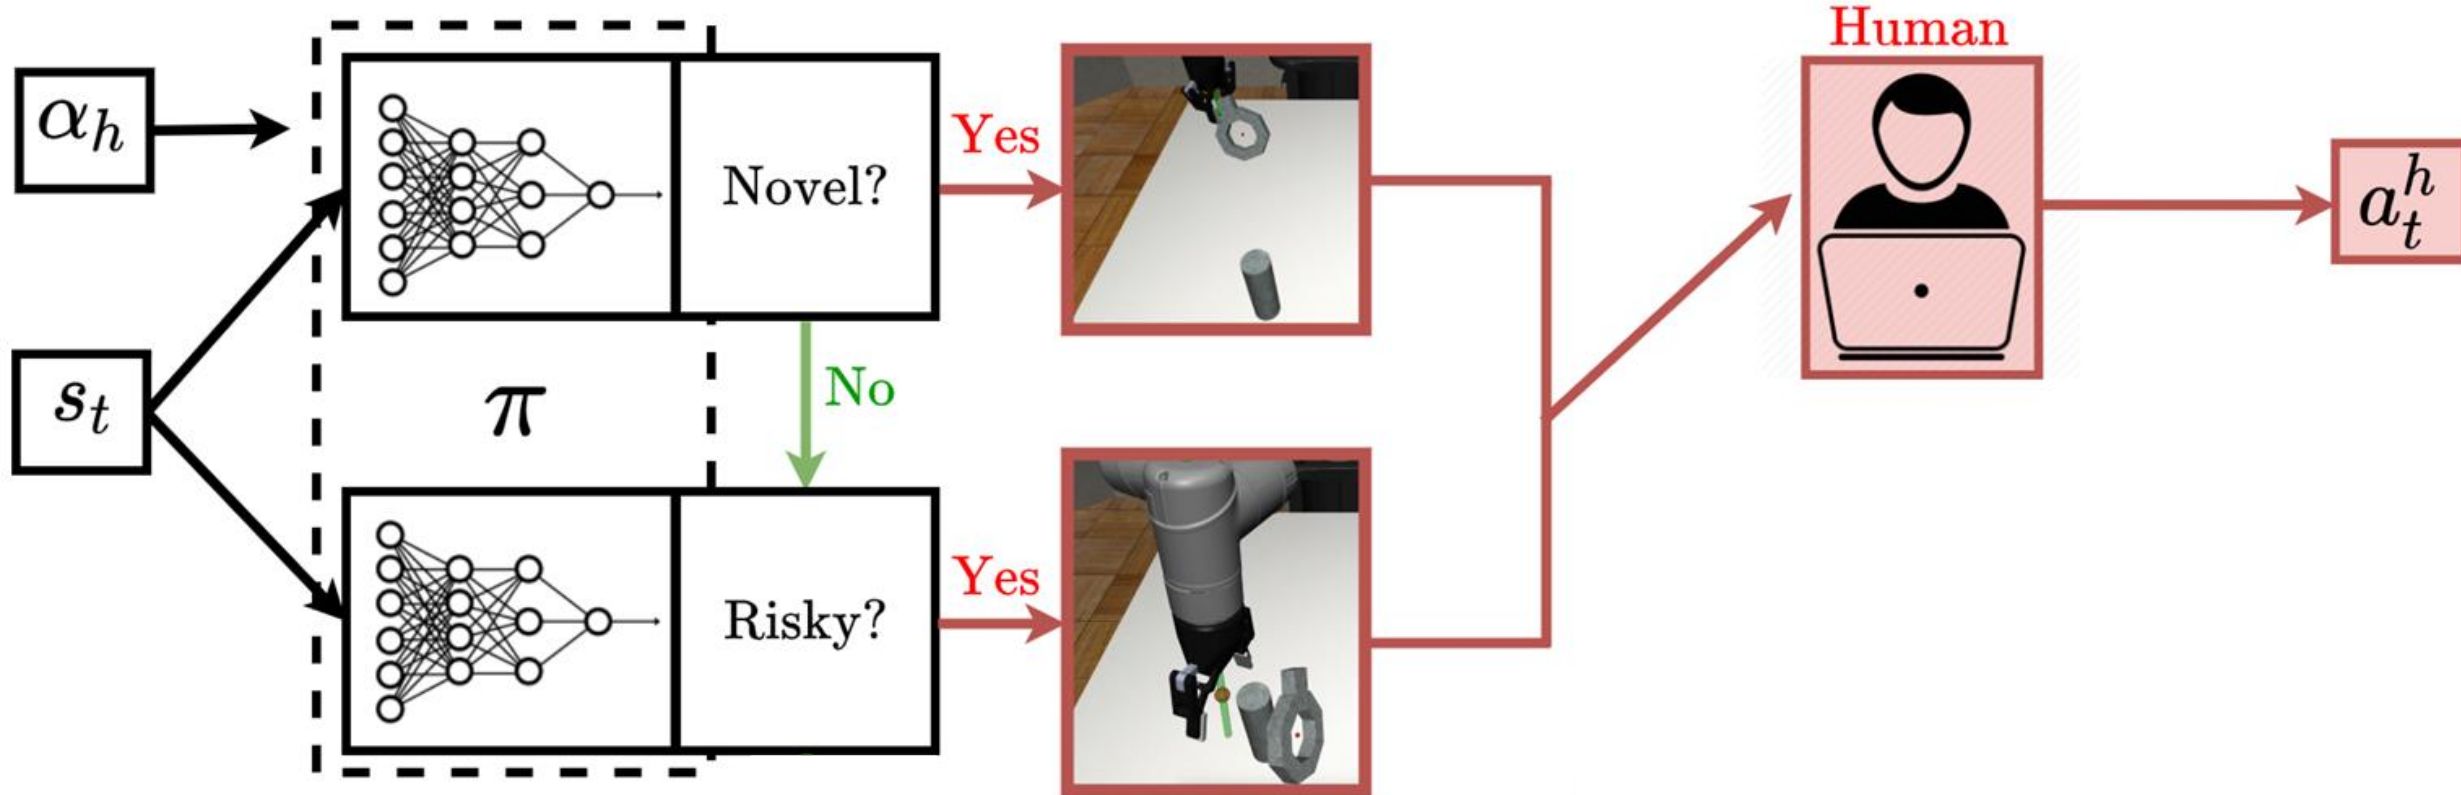 Human
α_h
Yes
Novel?
a_t^h
No
s_t
π
Yes
Risky?